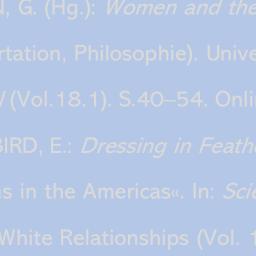 G. (Hg.): Women and the
Philosophie). Unive
(Vol.18.1). S.40–54. Onli
BIRD, E.: Dressing in Feath
s in the Americas«. In: Sci
White Relationships (Vol. 1